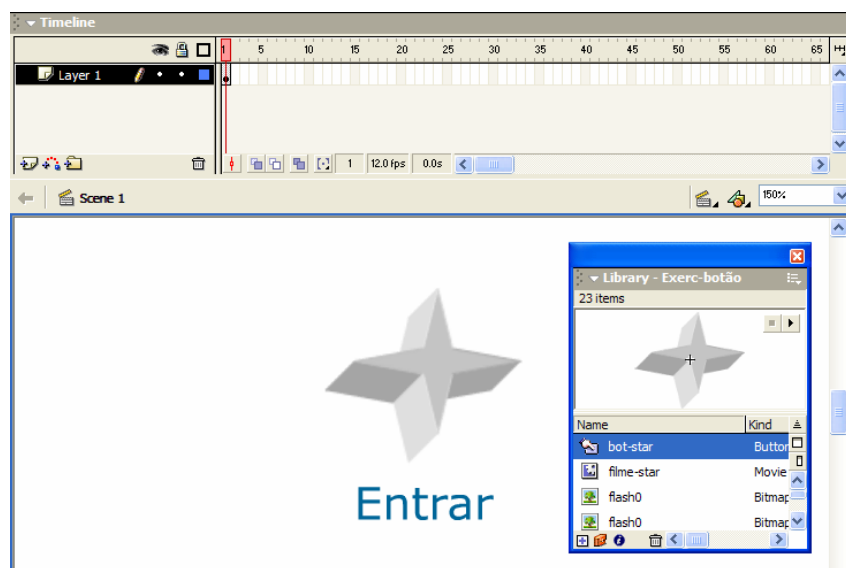 Timeline
1 5 10 15 20 25 30 35 40 45 50 55 60 65
Layer 1
1 12.0 fps 0.0s
Scene 1
150%
Library - Exerc-botão
23 items
Name Kind
bot-star Button
filme-star Movie
flash0 Bitmap
flash0 Bitmap
Entrar